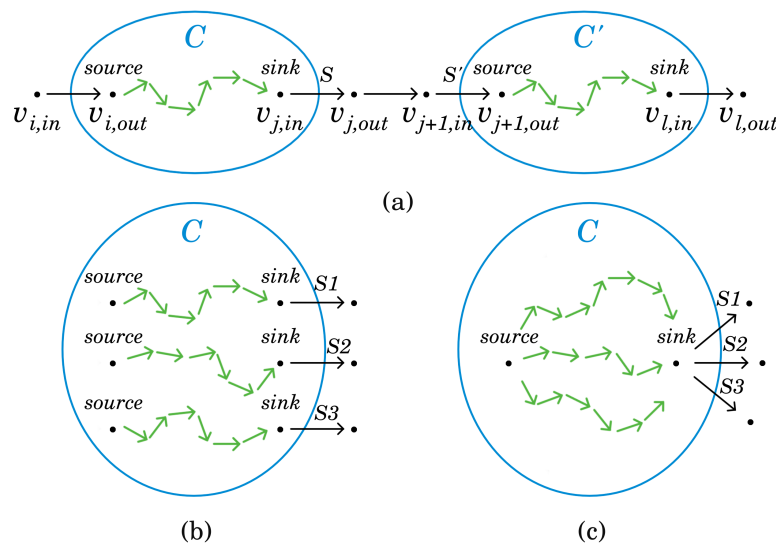 C C′
source sink S S′ source sink
v_{i,in} v_{i,out} v_{j,in} v_{j,out} v_{j+1,in} v_{j+1,out} v_{l,in} v_{l,out}
(a)
C C
source sink S1
source sink S2
source sink S3
source sink S1
S2
S3
(b) (c)